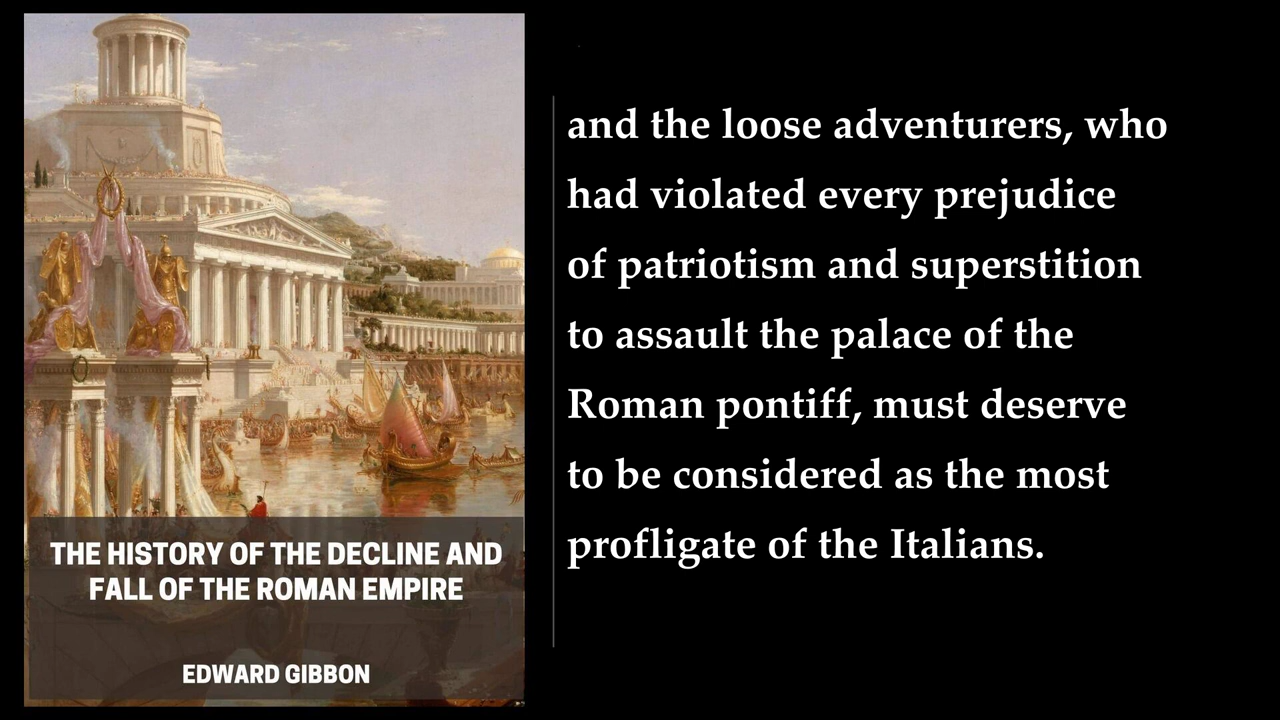 THE HISTORY OF THE DECLINE AND
FALL OF THE ROMAN EMPIRE
EDWARD GIBBON
and the loose adventurers, who
had violated every prejudice
of patriotism and superstition
to assault the palace of the
Roman pontiff, must deserve
to be considered as the most
profligate of the Italians.